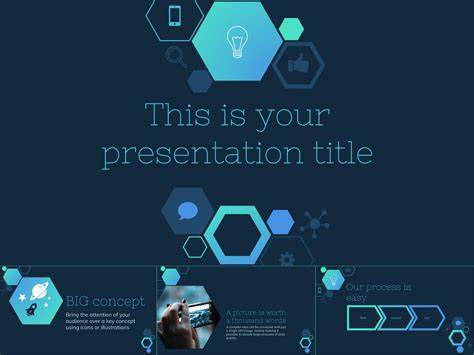 This is your
presentation title
BIG concept
Bring the attention of your
audience over a key concept
using icons or illustrations
A picture is worth
a thousand words
Our process is
easy